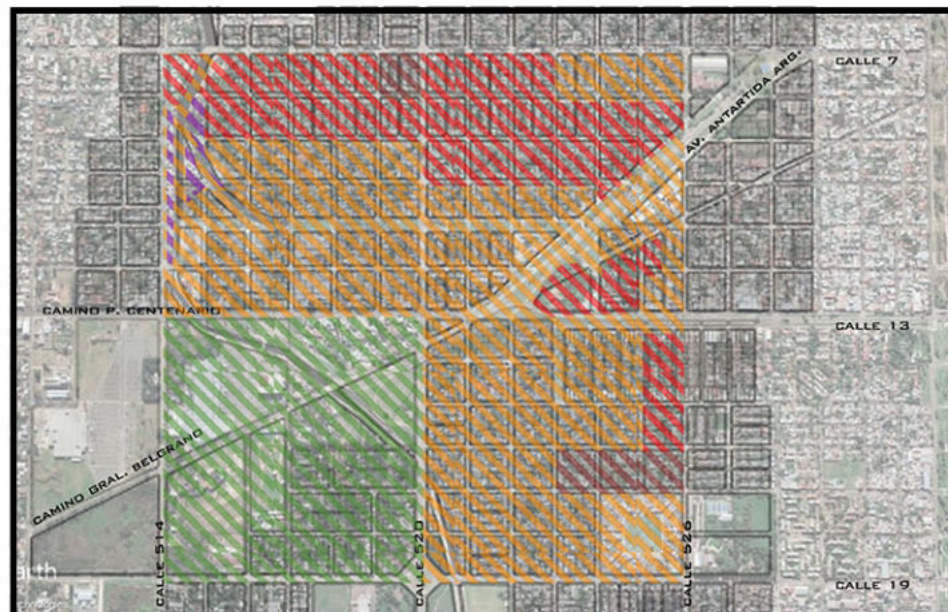 CALLE 7
AV. ANTARTIDA ARG.
CAMINO P. CENTENARIO
CALLE 13
CAMINO GRAL. BELGRANO
CALLE 514
CALLE 520
CALLE 526
CALLE 19
arth